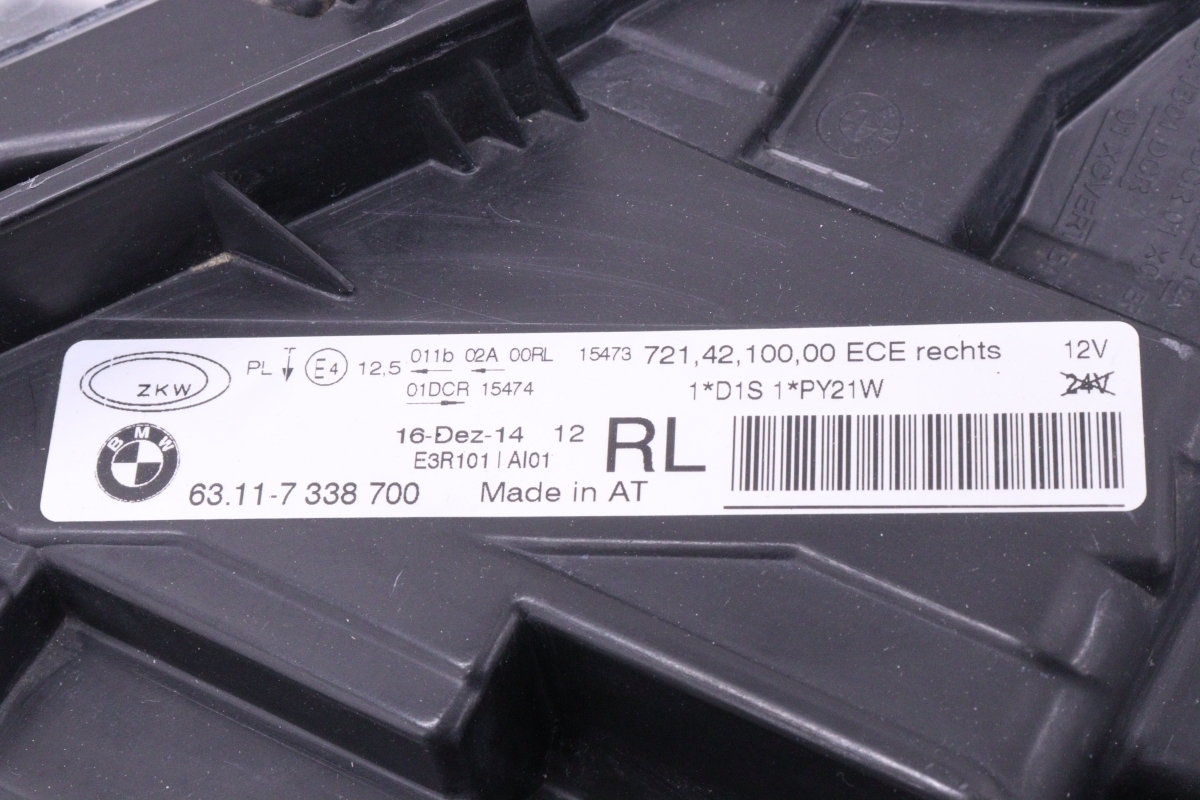 ZKW
PL E4 12,5 011b 02A 00RL 15473 721,42,100,00 ECE rechts 12V
01DCR 15474 1*D1S 1*PY21W 24V
BMW
16-Dez-14 12 RL
E3R101 | AI01
63.11-7 338 700 Made in AT